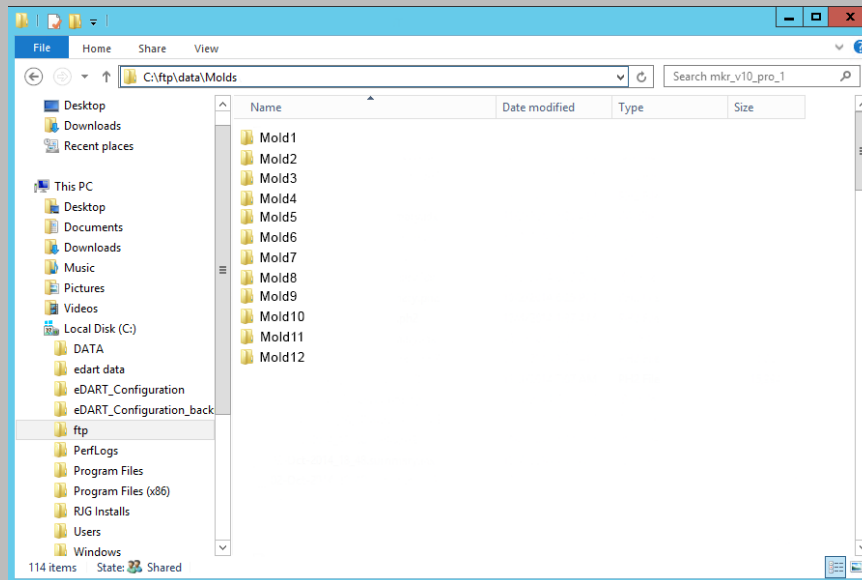 File Home Share View
C:\ftp\data\Molds Search mkr_v10_pro_1
Name Date modified Type Size
Desktop
Downloads
Recent places
This PC
Desktop
Documents
Downloads
Music
Pictures
Videos
Local Disk (C:)
DATA
edart data
eDART_Configuration
eDART_Configuration_back
ftp
PerfLogs
Program Files
Program Files (x86)
RJG Installs
Users
Windows
Mold1
Mold2
Mold3
Mold4
Mold5
Mold6
Mold7
Mold8
Mold9
Mold10
Mold11
Mold12
114 items State: Shared